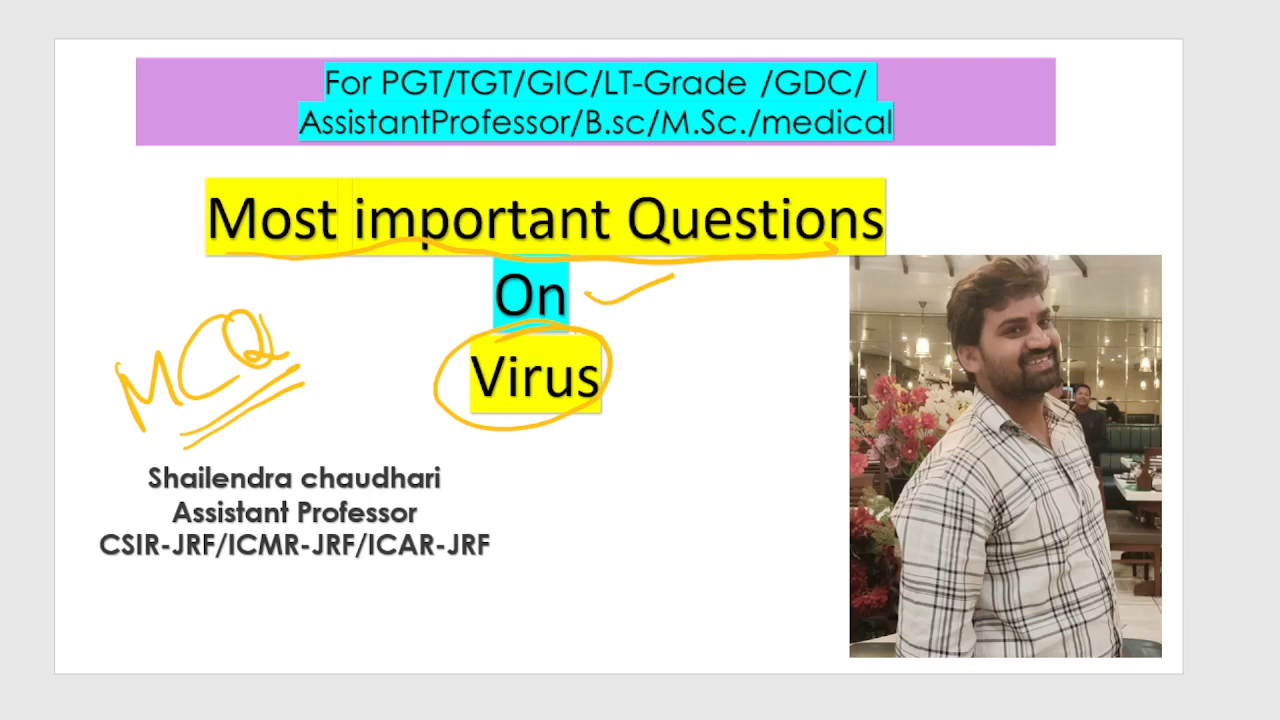 For PGT/TGT/GIC/LT-Grade /GDC/
AssistantProfessor/B.sc/M.Sc./medical
Most important Questions
On
Virus
MCQ
Shailendra chaudhari
Assistant Professor
CSIR-JRF/ICMR-JRF/ICAR-JRF